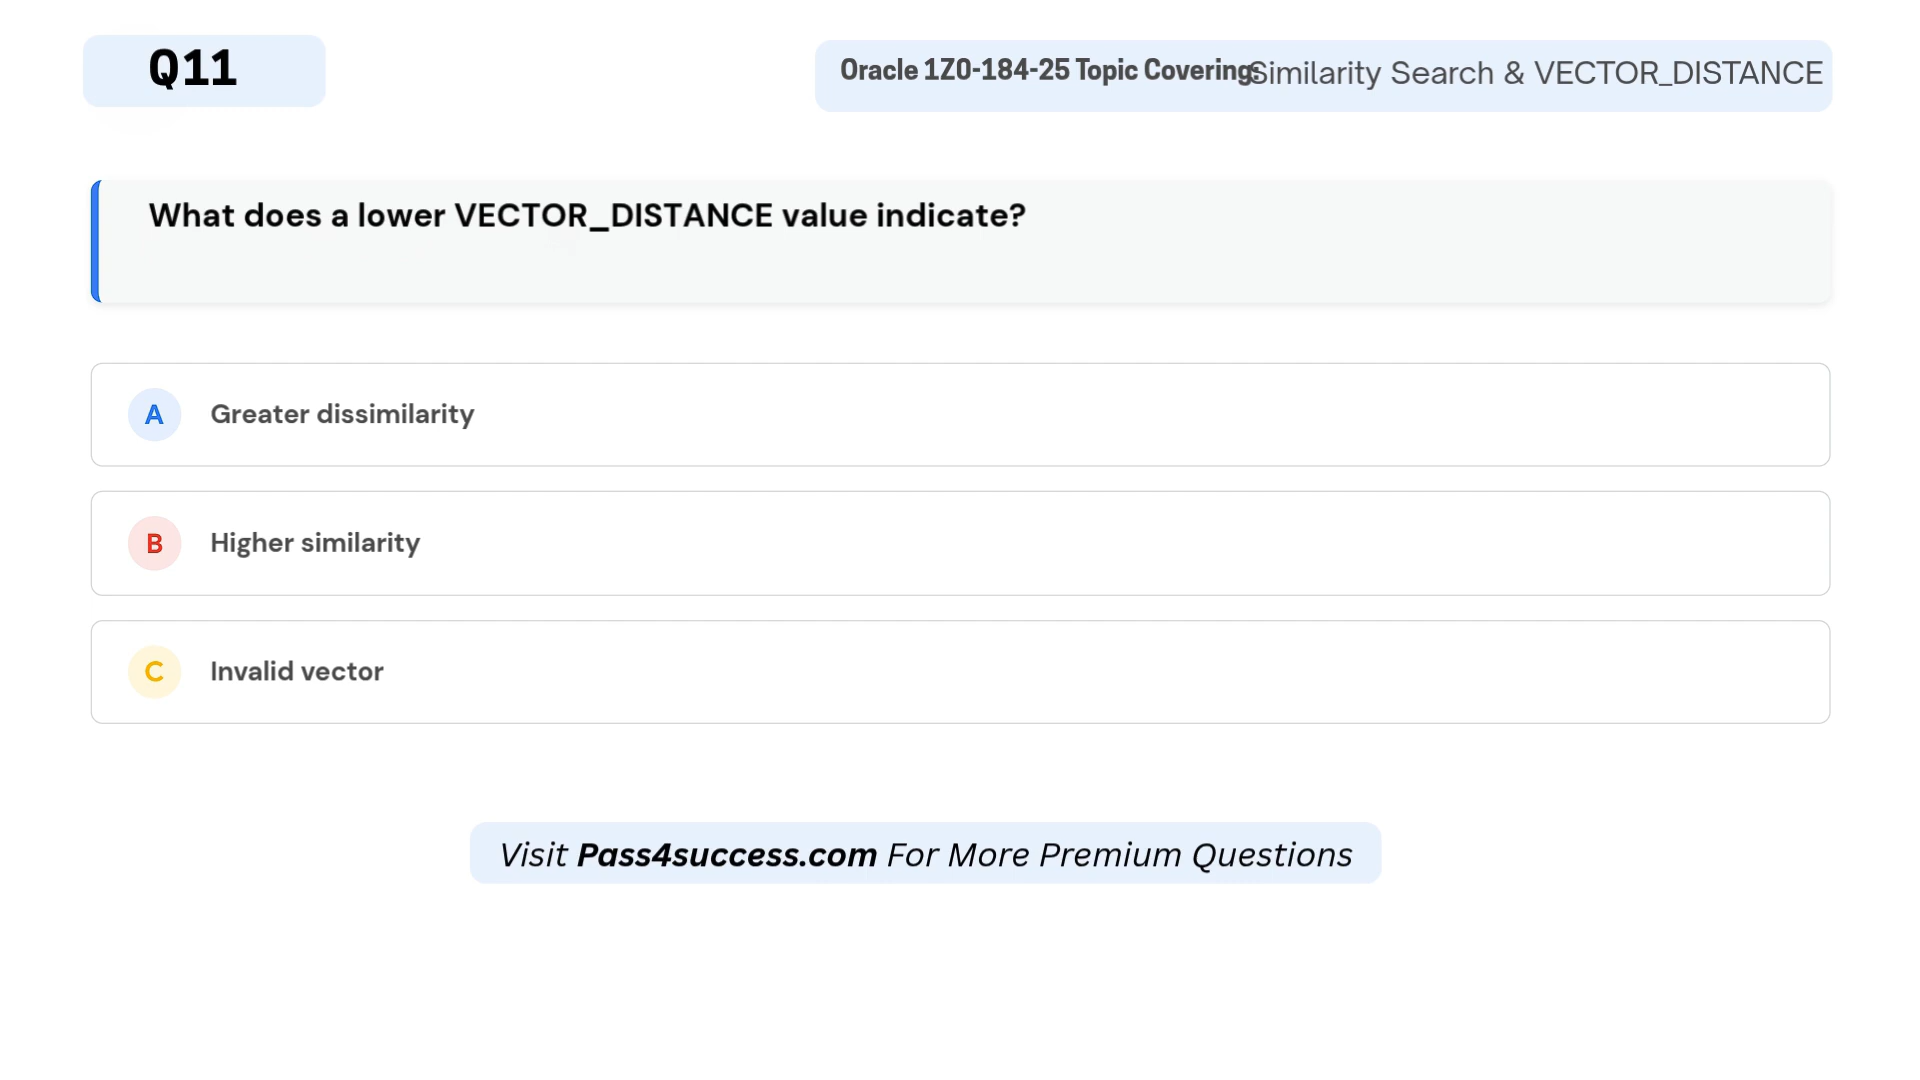 Q11
Oracle 1Z0-184-25 Topic Covering: Similarity Search & VECTOR_DISTANCE
What does a lower VECTOR_DISTANCE value indicate?
A Greater dissimilarity
B Higher similarity
C Invalid vector
Visit Pass4success.com For More Premium Questions